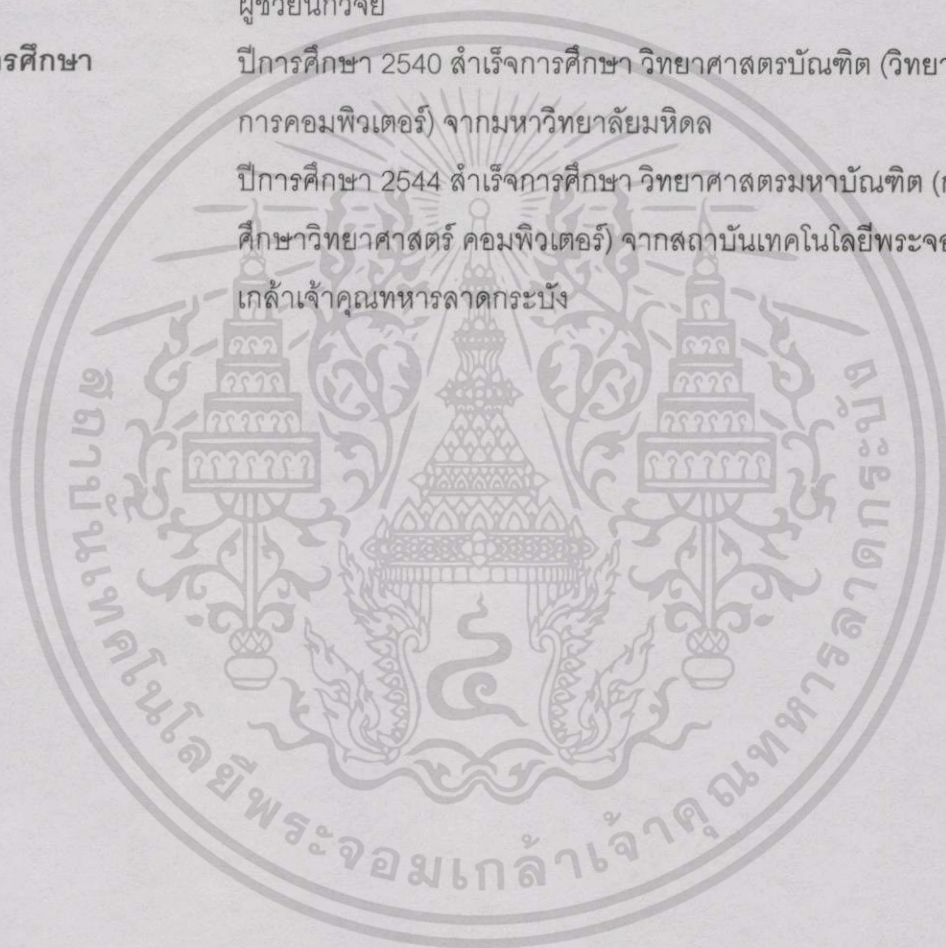 ผู้ช่วยนักวิจัย
รศึกษา ปีการศึกษา 2540 สำเร็จการศึกษา วิทยาศาสตรบัณฑิต (วิทยา
การคอมพิวเตอร์) จากมหาวิทยาลัยมหิดล
ปีการศึกษา 2544 สำเร็จการศึกษา วิทยาศาสตรมหาบัณฑิต (ก
ศึกษาวิทยาศาสตร์ คอมพิวเตอร์) จากสถาบันเทคโนโลยีพระจอ
เกล้าเจ้าคุณทหารลาดกระบัง
สถาบันเทคโนโลยีพระจอมเกล้าเจ้าคุณทหารลาดกระบัง